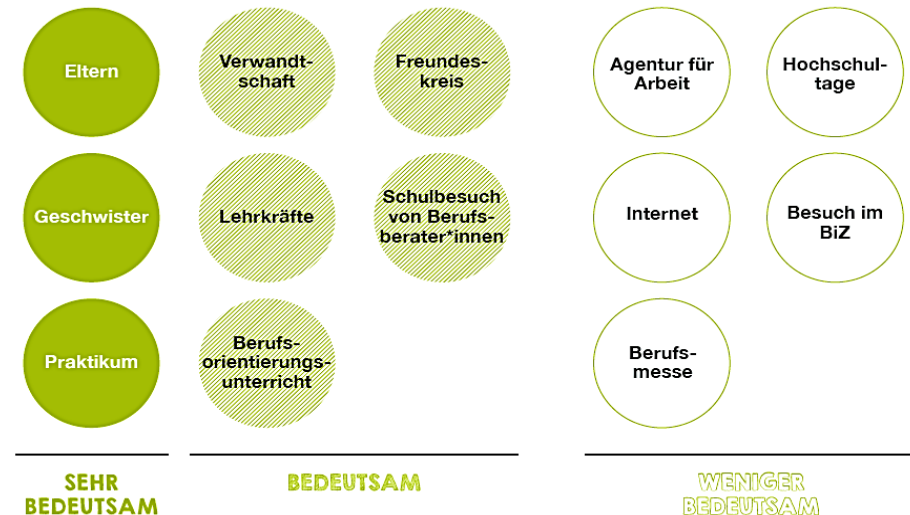 Eltern
Verwandt-
schaft
Freundes-
kreis
Agentur für
Arbeit
Hochschul-
tage
Geschwister
Lehrkräfte
Schulbesuch
von Berufs-
berater*innen
Internet
Besuch im
BiZ
Praktikum
Berufs-
orientierungs-
unterricht
Berufs-
messe
SEHR
BEDEUTSAM
BEDEUTSAM
WENIGER
BEDEUTSAM